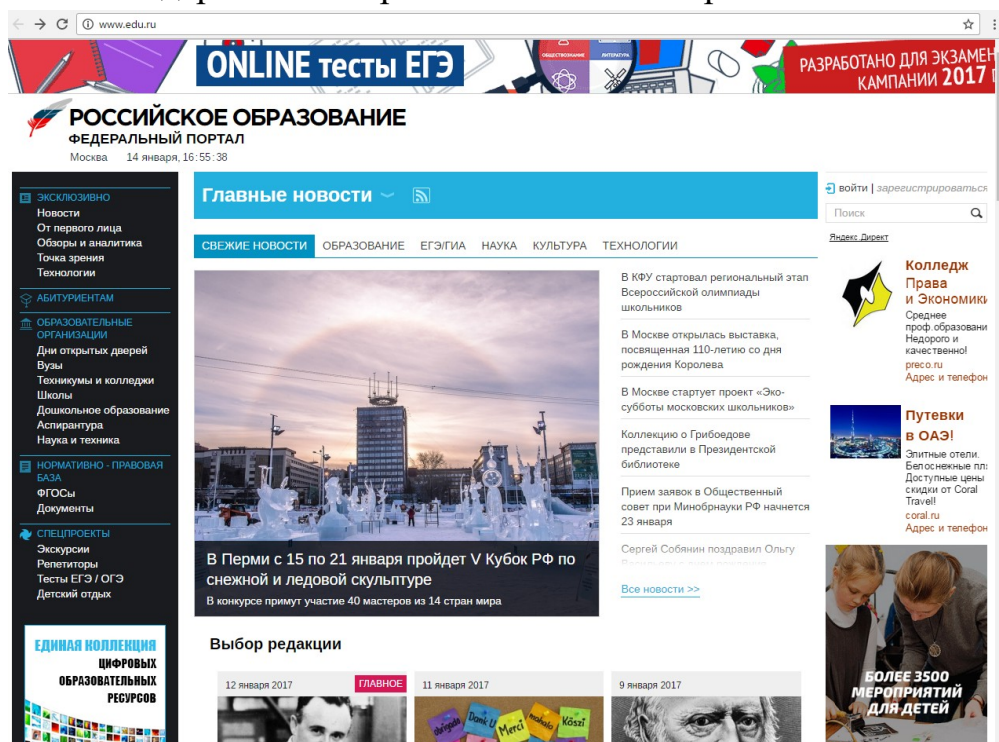 www.edu.ru
ONLINE тесты ЕГЭ
ОБЩЕСТВОЗНАНИЕ
ЛИТЕРАТУРА
РАЗРАБОТАНО ДЛЯ ЭКЗАМЕН
КАМПАНИИ 2017 Г
РОССИЙСКОЕ ОБРАЗОВАНИЕ
ФЕДЕРАЛЬНЫЙ ПОРТАЛ
Москва 14 января, 16:55:38
ЭКСКЛЮЗИВНО
Новости
От первого лица
Обзоры и аналитика
Точка зрения
Технологии
АБИТУРИЕНТАМ
ОБРАЗОВАТЕЛЬНЫЕ
ОРГАНИЗАЦИИ
Дни открытых дверей
Вузы
Техникумы и колледжи
Школы
Дошкольное образование
Аспирантура
Наука и техника
НОРМАТИВНО - ПРАВОВАЯ
БАЗА
ФГОСы
Документы
СПЕЦПРОЕКТЫ
Экскурсии
Репетиторы
Тесты ЕГЭ / ОГЭ
Детский отдых
ЕДИНАЯ КОЛЛЕКЦИЯ
ЦИФРОВЫХ
ОБРАЗОВАТЕЛЬНЫХ
РЕСУРСОВ
Главные новости
СВЕЖИЕ НОВОСТИ ОБРАЗОВАНИЕ ЕГЭ/ГИА НАУКА КУЛЬТУРА ТЕХНОЛОГИИ
В Перми с 15 по 21 января пройдет V Кубок РФ по
снежной и ледовой скульптуре
В конкурсе примут участие 40 мастеров из 14 стран мира
В КФУ стартовал региональный этап
Всероссийской олимпиады
школьников
В Москве открылась выставка,
посвященная 110-летию со дня
рождения Королева
В Москве стартует проект «Эко-
субботы московских школьников»
Коллекцию о Грибоедове
представили в Президентской
библиотеке
Прием заявок в Общественный
совет при Минобрнауки РФ начнется
23 января
Сергей Собянин поздравил Ольгу
Все новости >>
Выбор редакции
12 января 2017 ГЛАВНОЕ
11 января 2017
obrigado Dank U Merci mahalo Köszi
9 января 2017
войти | зарегистрироваться
Поиск
Яндекс Директ
Колледж
Права
и Экономики
Среднее
проф.образовани
Недорого и
качественно!
preco.ru
Адрес и телефон
Путевки
в ОАЭ!
Элитные отели.
Белоснежные пля
Доступные цены
скидки от Coral
Travel!
coral.ru
Адрес и телефон
БОЛЕЕ 3500
МЕРОПРИЯТИЙ
ДЛЯ ДЕТЕЙ